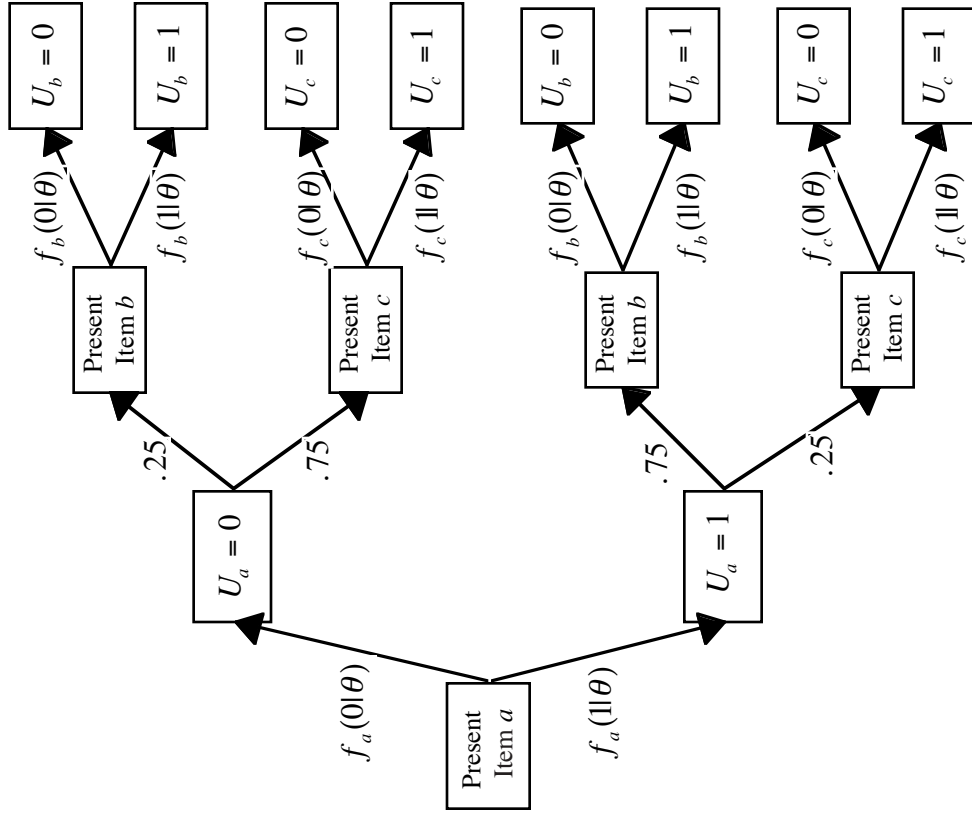 Present
Item a
f_a(1|θ)
f_a(0|θ)
U_a = 1
U_a = 0
.25
.75
.75
.25
Present
Item c
Present
Item b
Present
Item c
Present
Item b
f_c(1|θ)
f_c(0|θ)
f_b(1|θ)
f_b(0|θ)
f_c(1|θ)
f_c(0|θ)
f_b(1|θ)
f_b(0|θ)
U_c = 1
U_c = 0
U_b = 1
U_b = 0
U_c = 1
U_c = 0
U_b = 1
U_b = 0